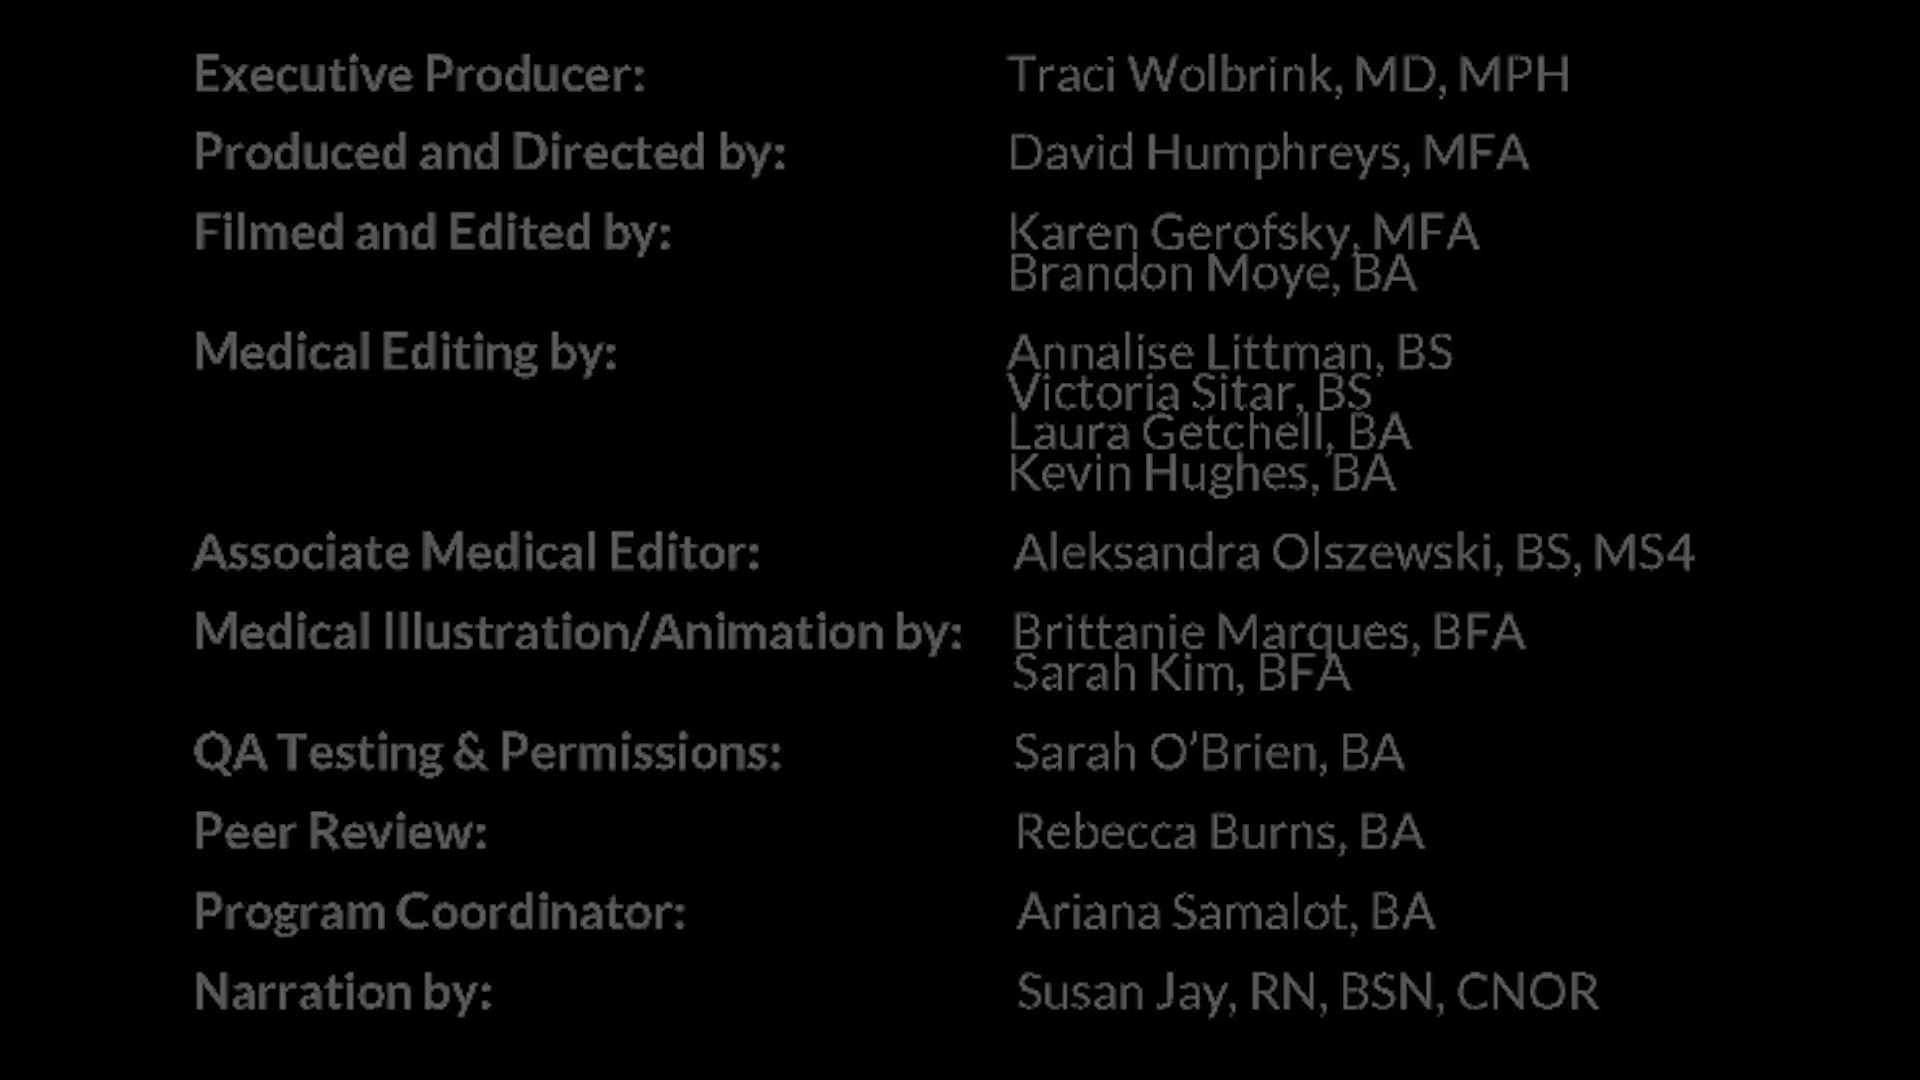 Executive Producer: Traci Wolbrink, MD, MPH
Produced and Directed by: David Humphreys, MFA
Filmed and Edited by: Karen Gerofsky, MFA
Brandon Moye, BA
Medical Editing by: Annalise Littman, BS
Victoria Sitar, BS
Laura Getchell, BA
Kevin Hughes, BA
Associate Medical Editor: Aleksandra Olszewski, BS, MS4
Medical Illustration/Animation by: Brittanie Marques, BFA
Sarah Kim, BFA
QA Testing & Permissions: Sarah O’Brien, BA
Peer Review: Rebecca Burns, BA
Program Coordinator: Ariana Samalot, BA
Narration by: Susan Jay, RN, BSN, CNOR